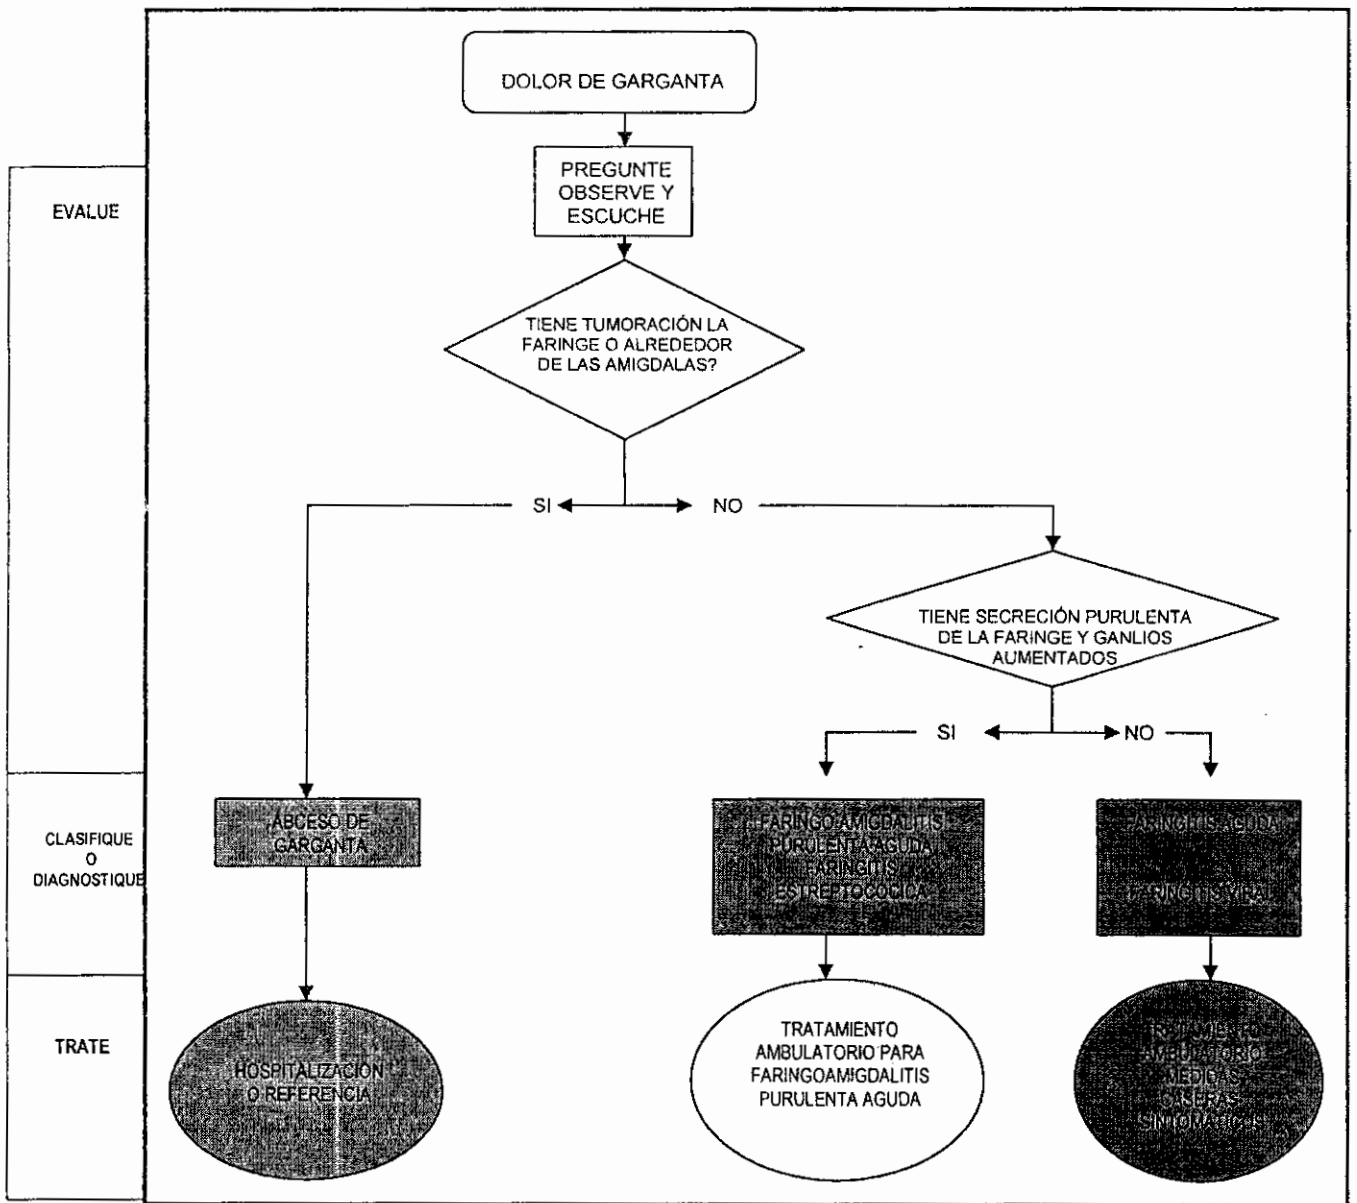 DOLOR DE GARGANTA
PREGUNTE
OBSERVE Y
ESCUCHE
EVALUE
TIENE TUMORACIÓN LA
FARINGE O ALREDEDOR
DE LAS AMIGDALAS?
SI
NO
TIENE SECRECIÓN PURULENTA
DE LA FARINGE Y GANLIOS
AUMENTADOS
SI
NO
CLASIFIQUE
O
DIAGNOSTIQUE
ABCESO DE
GARGANTA
FARINGO AMIGDALITIS
PURULENTA AGUDA
FARINGITIS
ESTREPTOCOCICA
FARINGITIS AGUDA
FARINGITIS VIRAL
TRATE
HOSPITALIZACIÓN
O REFERENCIA
TRATAMIENTO
AMBULATORIO PARA
FARINGOAMIGDALITIS
PURULENTA AGUDA
TRATAMIENTO
AMBULATORIO
MEDIDAS
CASERAS
SINTOMATICOS